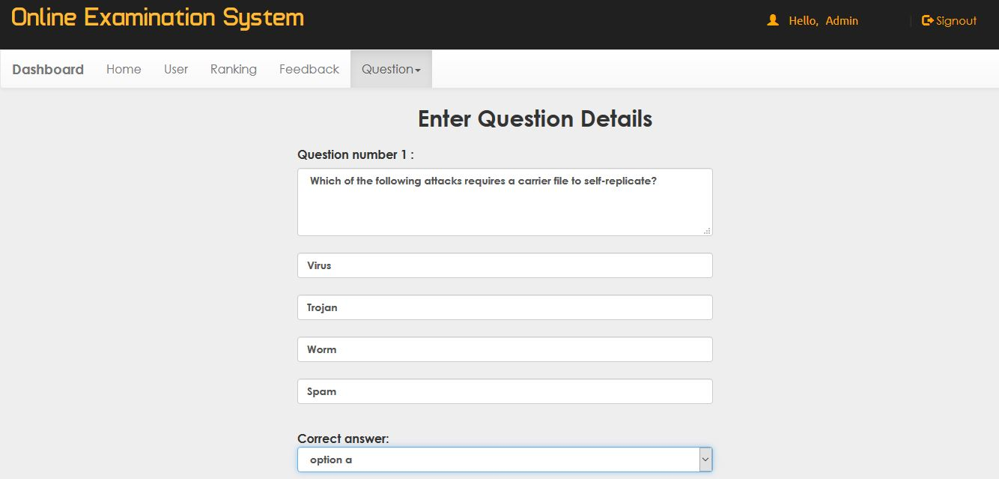 Online Examination System
Hello, Admin | Signout
Dashboard Home User Ranking Feedback Question
Enter Question Details
Question number 1 :
Which of the following attacks requires a carrier file to self-replicate?
Virus
Trojan
Worm
Spam
Correct answer:
option a